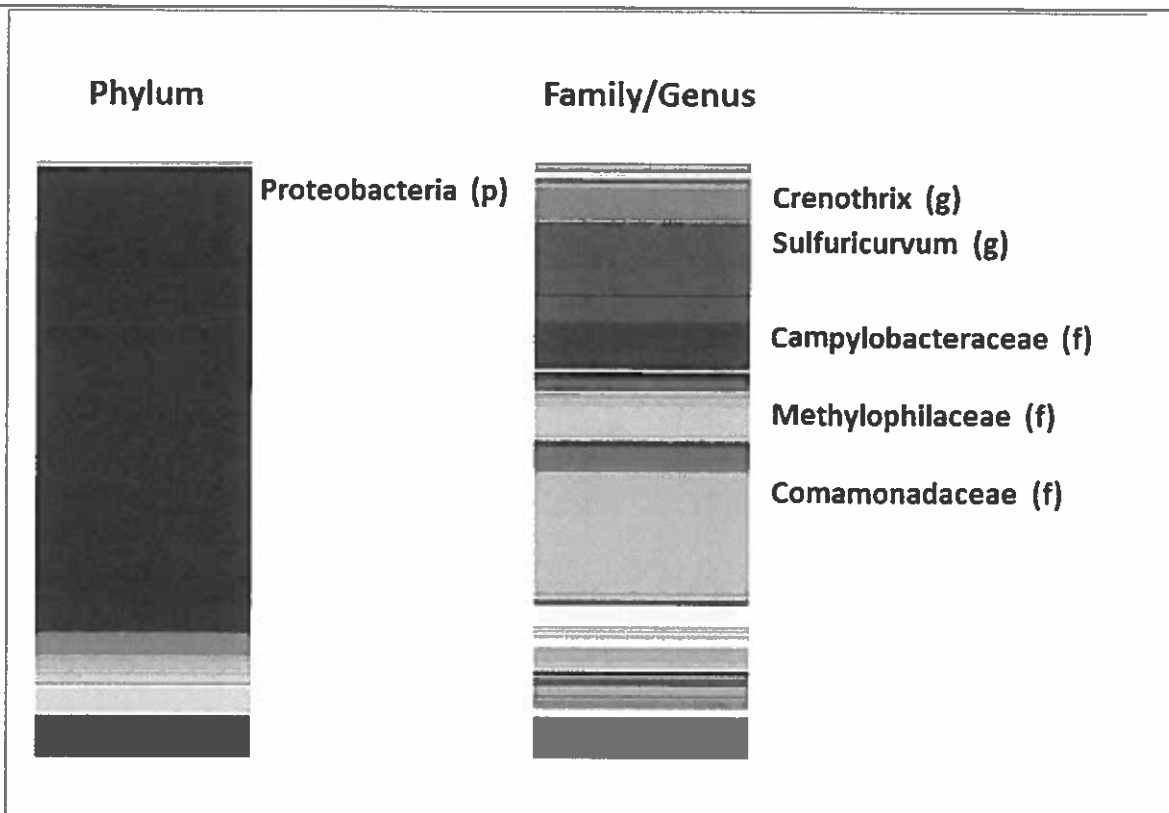 Phylum
Family/Genus
Proteobacteria (p)
Crenothrix (g)
Sulfuricurvum (g)
Campylobacteraceae (f)
Methylophilaceae (f)
Comamonadaceae (f)